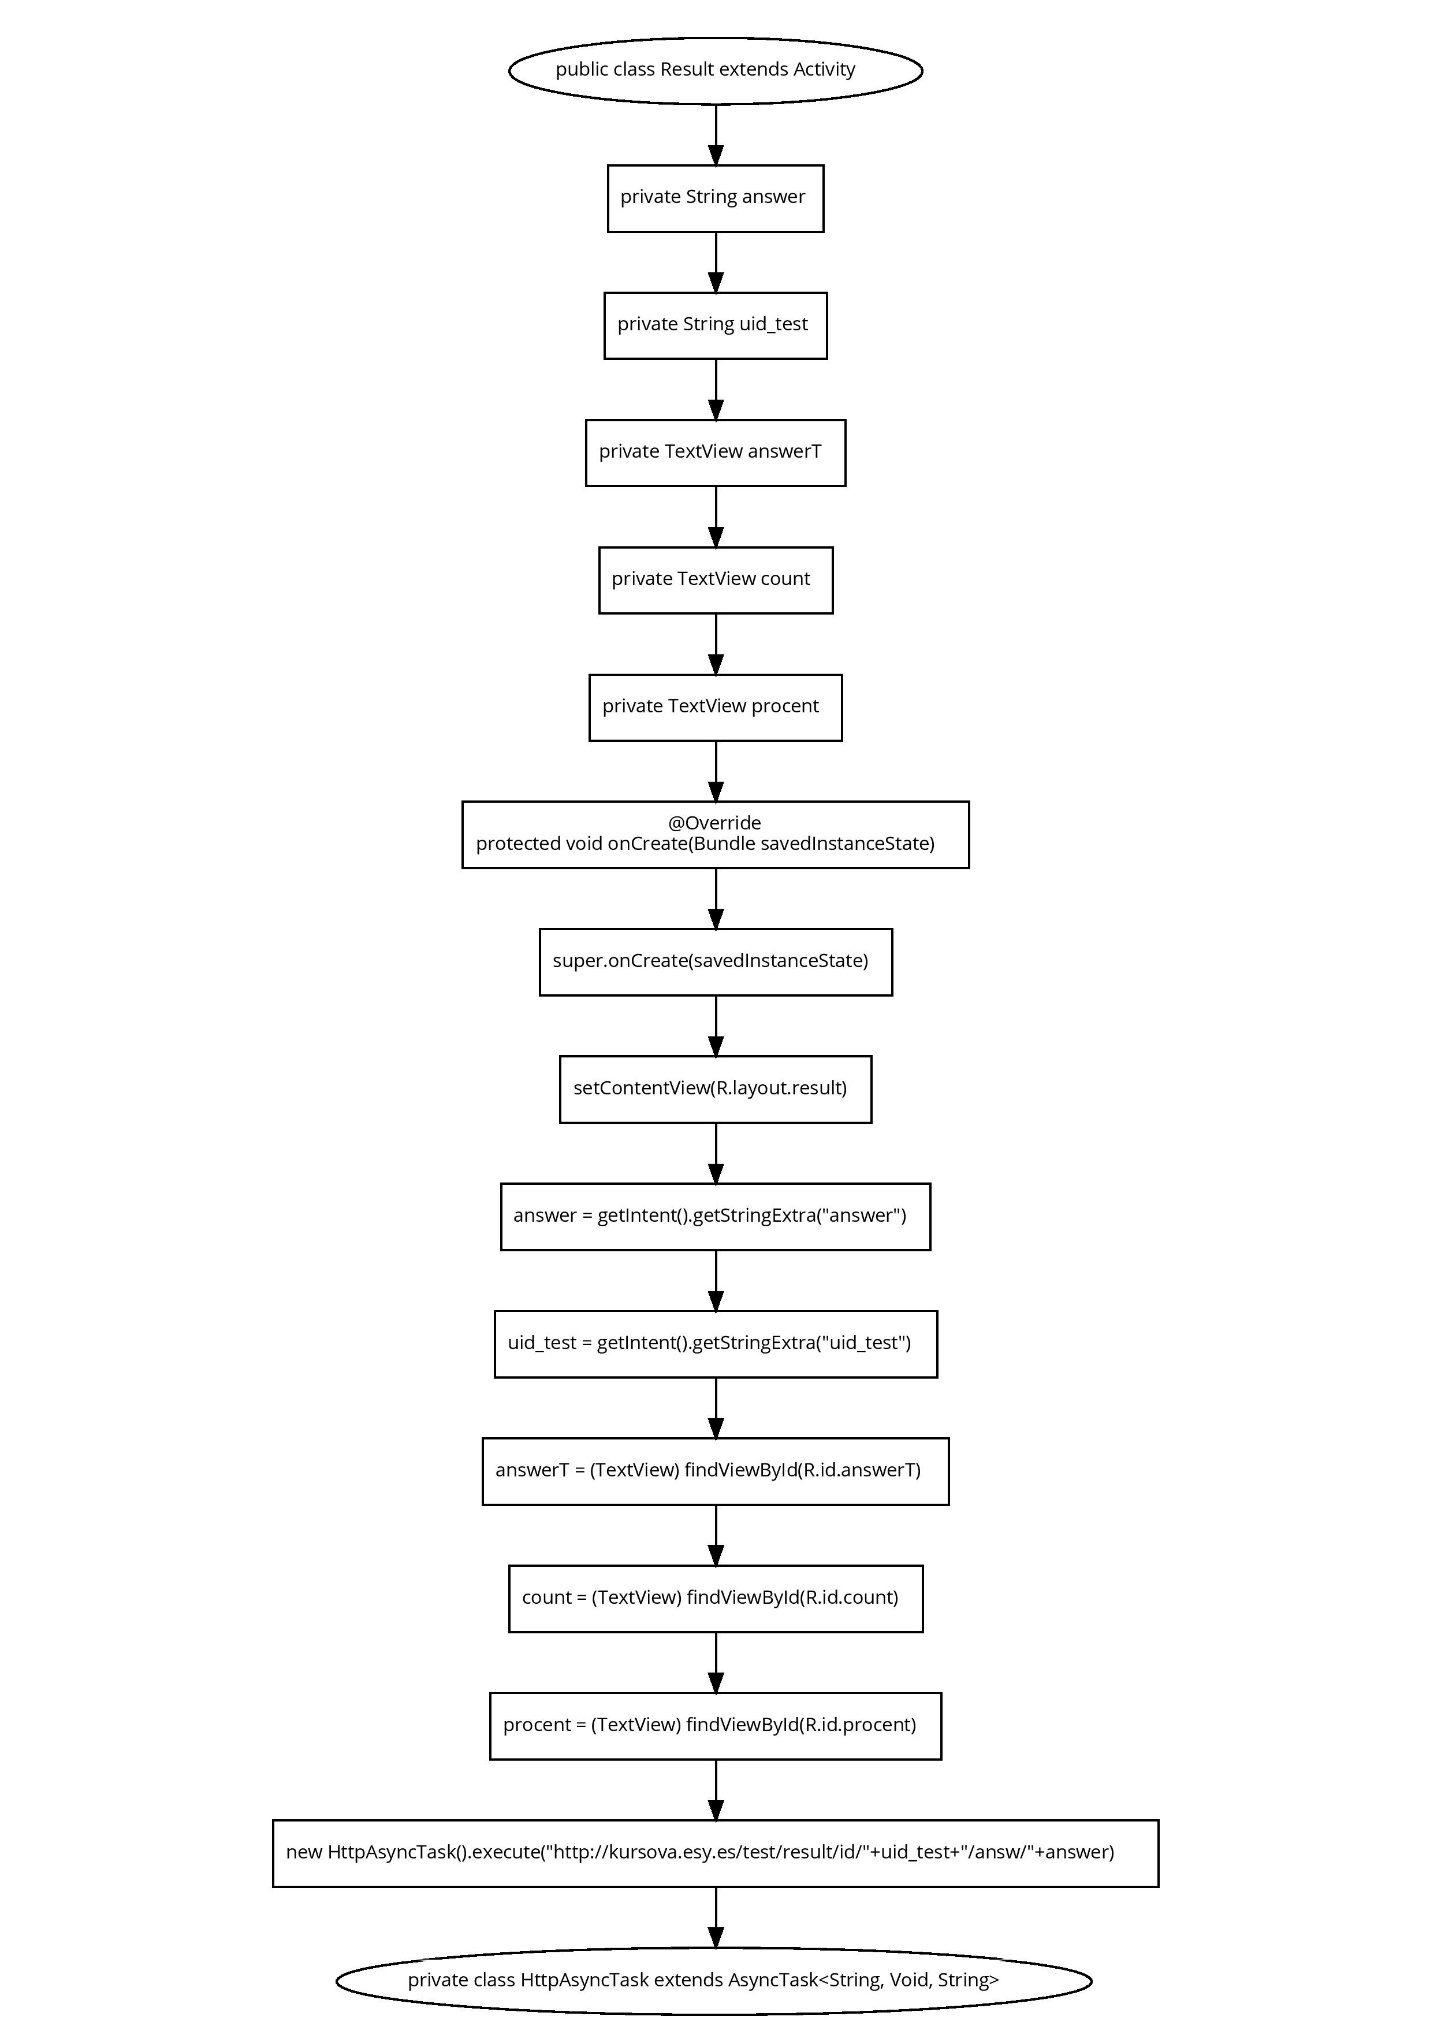 public class Result extends Activity
private String answer
private String uid_test
private TextView answerT
private TextView count
private TextView procent
@Override
protected void onCreate(Bundle savedInstanceState)
super.onCreate(savedInstanceState)
setContentView(R.layout.result)
answer = getIntent().getStringExtra("answer")
uid_test = getIntent().getStringExtra("uid_test")
answerT = (TextView) findViewById(R.id.answerT)
count = (TextView) findViewById(R.id.count)
procent = (TextView) findViewById(R.id.procent)
new HttpAsyncTask().execute("http://kursova.esy.es/test/result/id/"+uid_test+"/answ/"+answer)
private class HttpAsyncTask extends AsyncTask<String, Void, String>